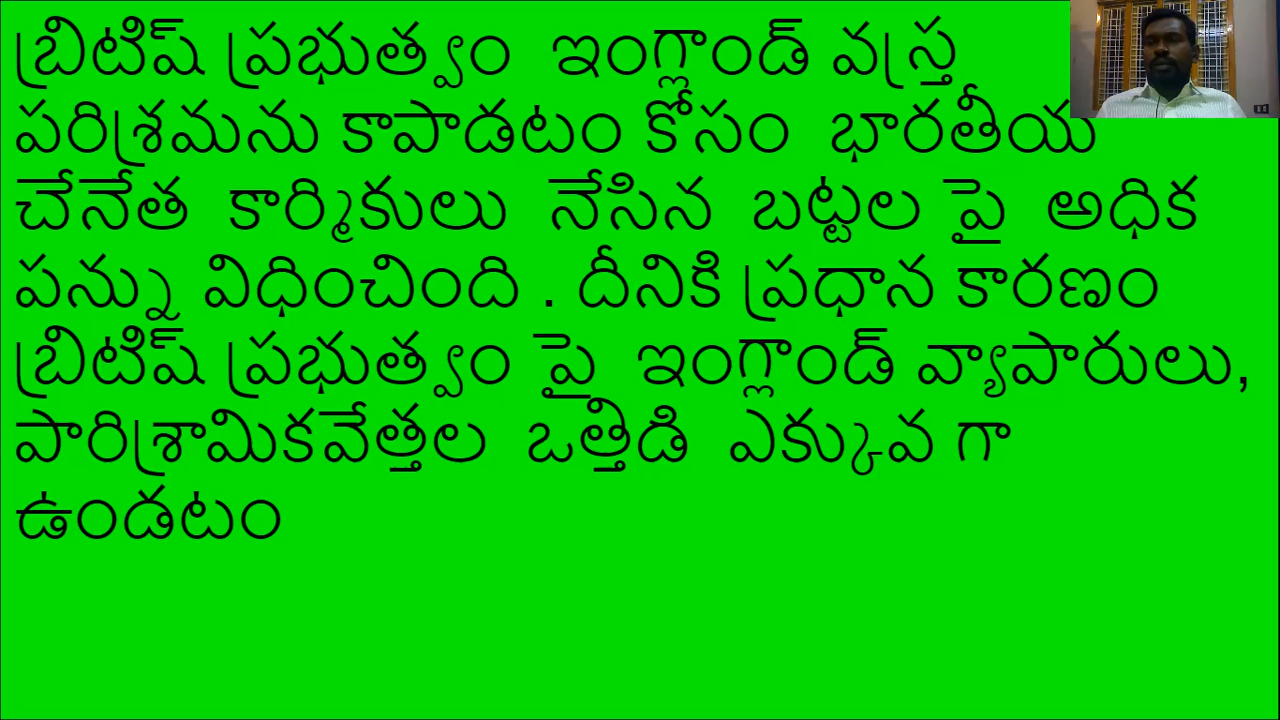 బ్రిటిష్ ప్రభుత్వం ఇంగ్లాండ్ వస్త్ర
పరిశ్రమను కాపాడటం కోసం భారతీయ
చేనేత కార్మికులు నేసిన బట్టల పై అధిక
పన్ను విధించింది . దీనికి ప్రధాన కారణం
బ్రిటిష్ ప్రభుత్వం పై ఇంగ్లాండ్ వ్యాపారులు,
పారిశ్రామికవేత్తల ఒత్తిడి ఎక్కువ గా
ఉండటం